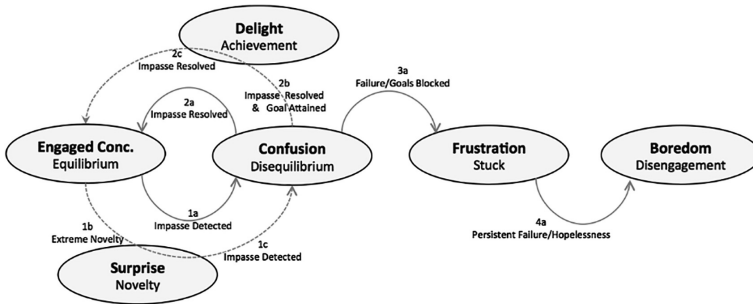 Delight
Achievement
2c
Impasse Resolved
2b
Impasse Resolved
& Goal Attained
3a
Failure/Goals Blocked
2a
Impasse Resolved
Engaged Conc.
Equilibrium
Confusion
Disequilibrium
Frustration
Stuck
Boredom
Disengagement
1a
Impasse Detected
1b
Extreme Novelty
1c
Impasse Detected
4a
Persistent Failure/Hopelessness
Surprise
Novelty